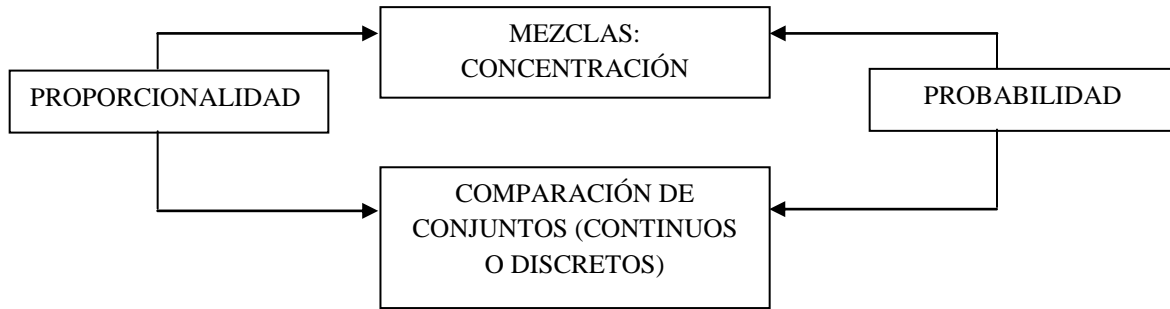 MEZCLAS:
CONCENTRACIÓN
PROPORCIONALIDAD
PROBABILIDAD
COMPARACIÓN DE
CONJUNTOS (CONTINUOS
O DISCRETOS)